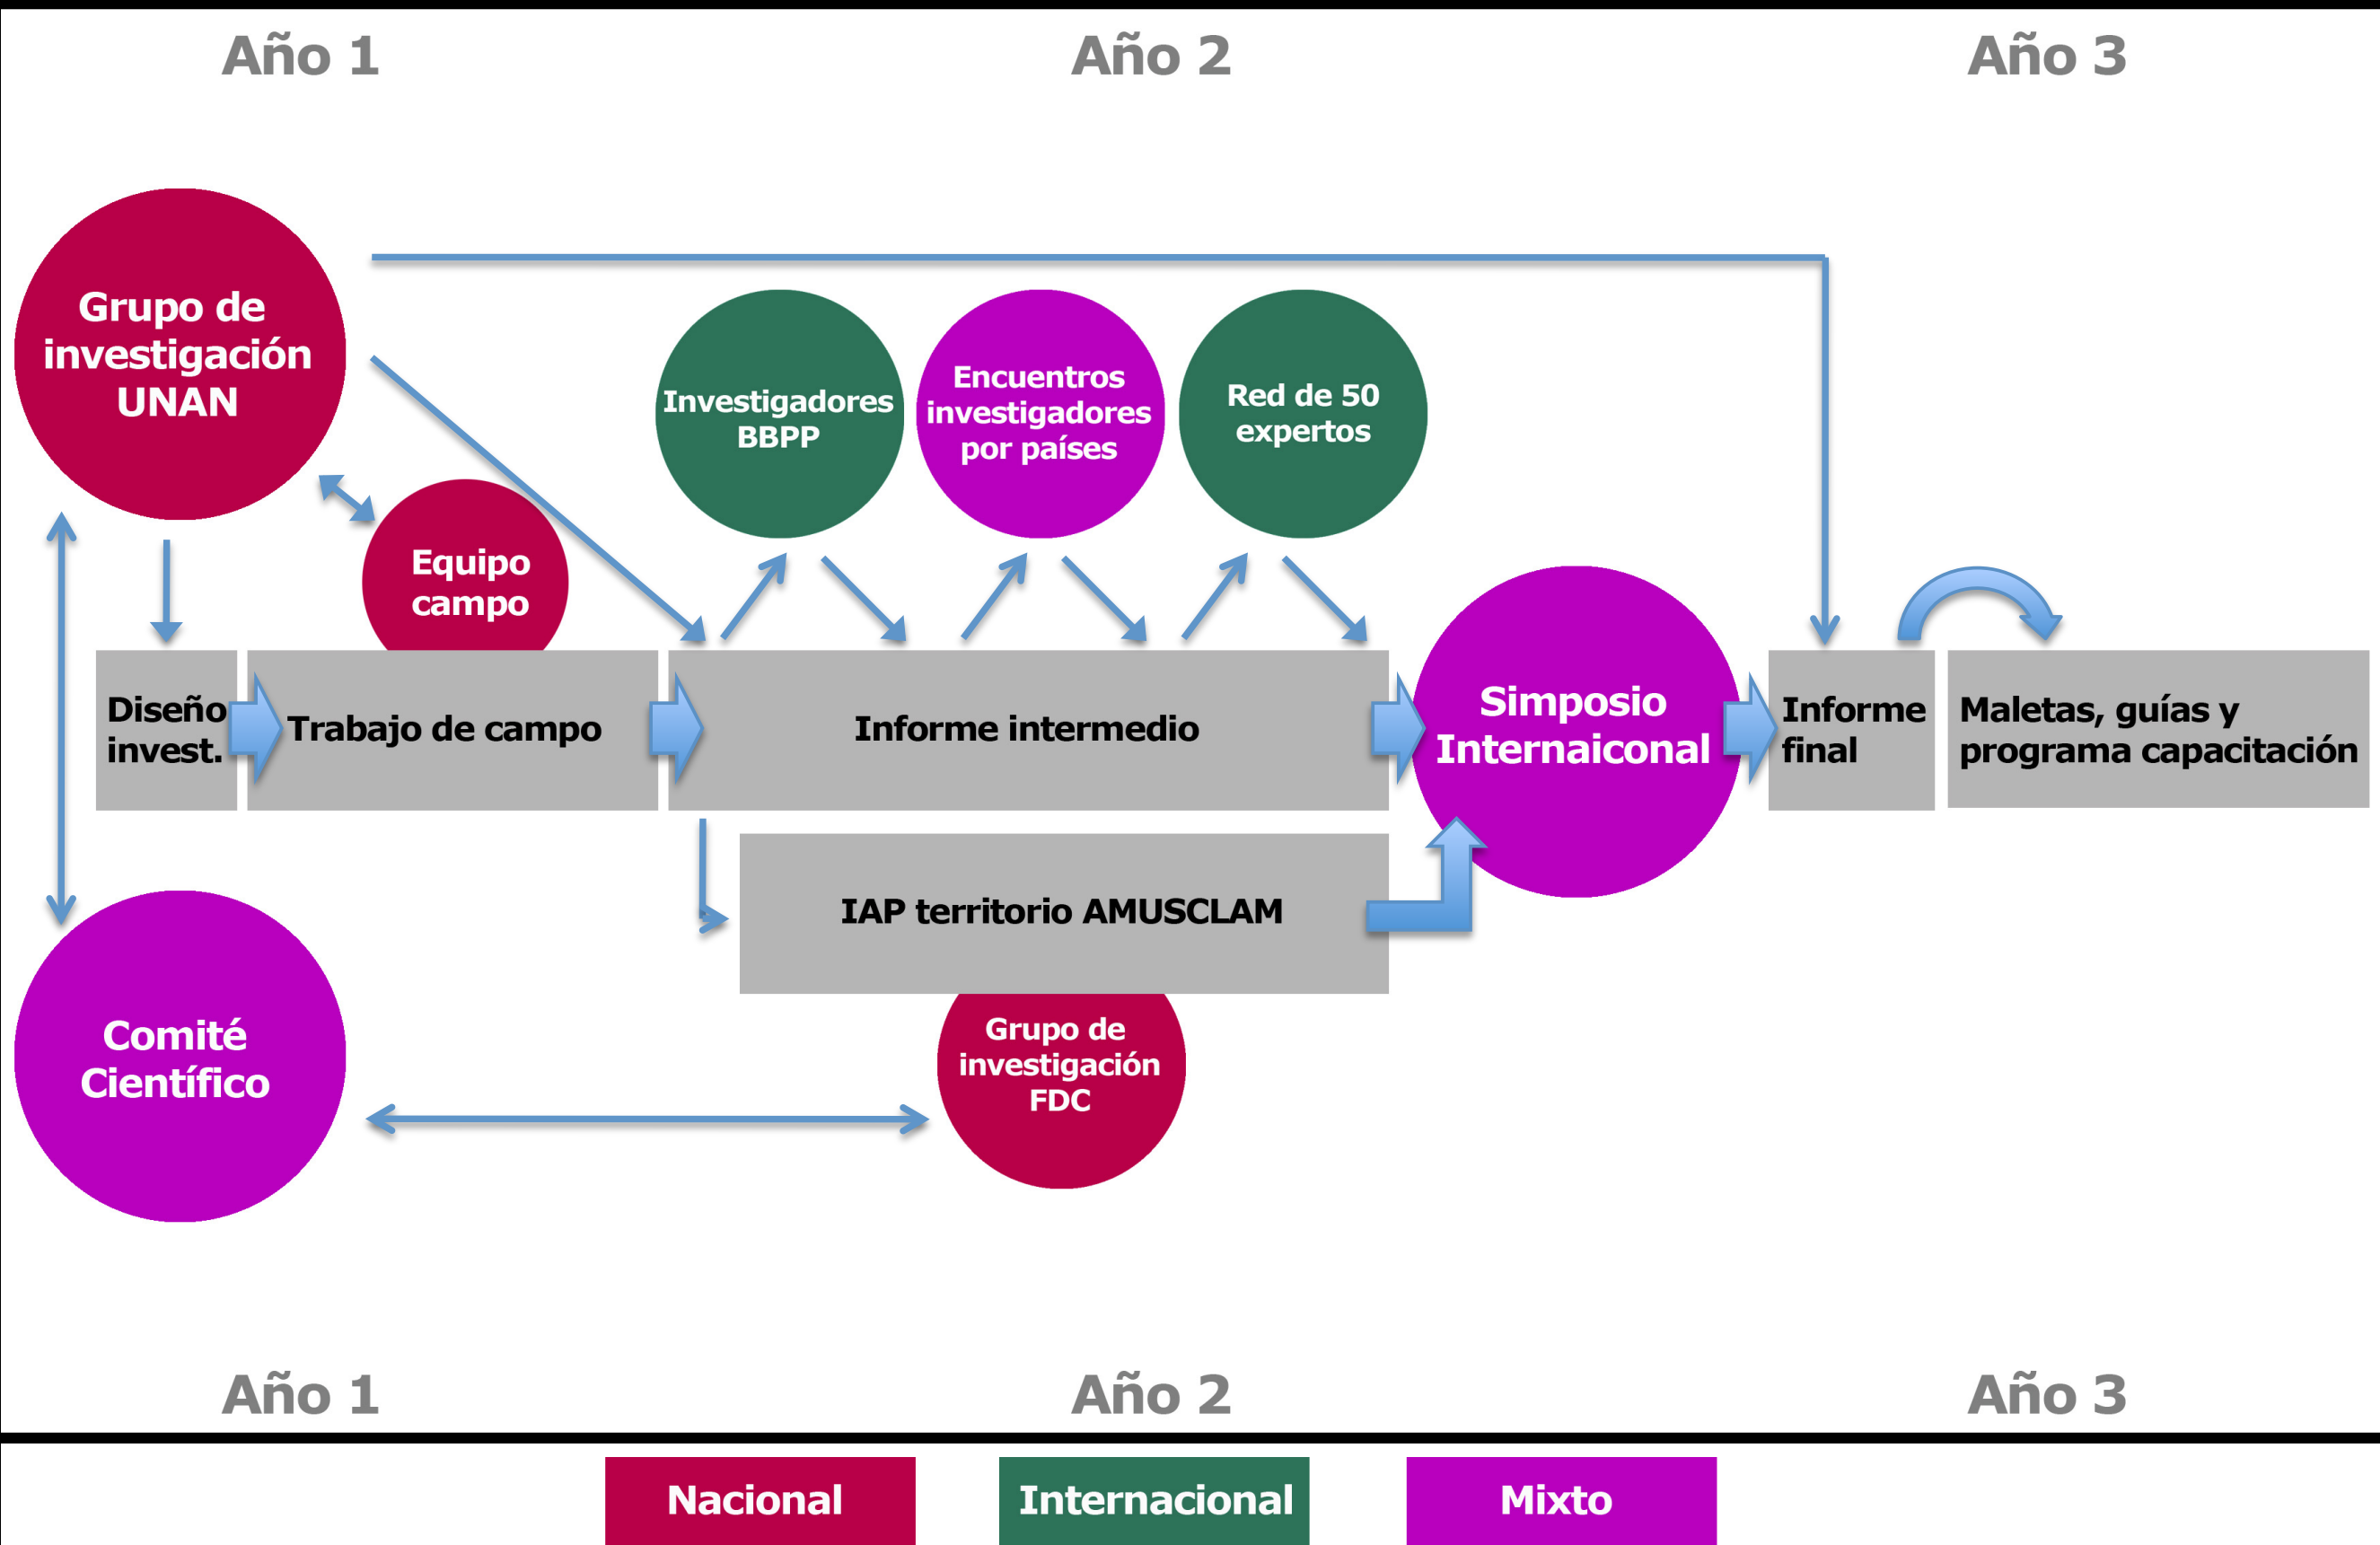 Año 1
Año 2
Año 3
Grupo de
investigación
UNAN
Investigadores
BBPP
Encuentros
investigadores
por países
Red de 50
expertos
Equipo
campo
Diseño
invest.
Trabajo de campo
Informe intermedio
Simposio
Internaiconal
Informe
final
Maletas, guías y
programa capacitación
IAP territorio AMUSCLAM
Comité
Científico
Grupo de
investigación
FDC
Año 1
Año 2
Año 3
Nacional
Internacional
Mixto